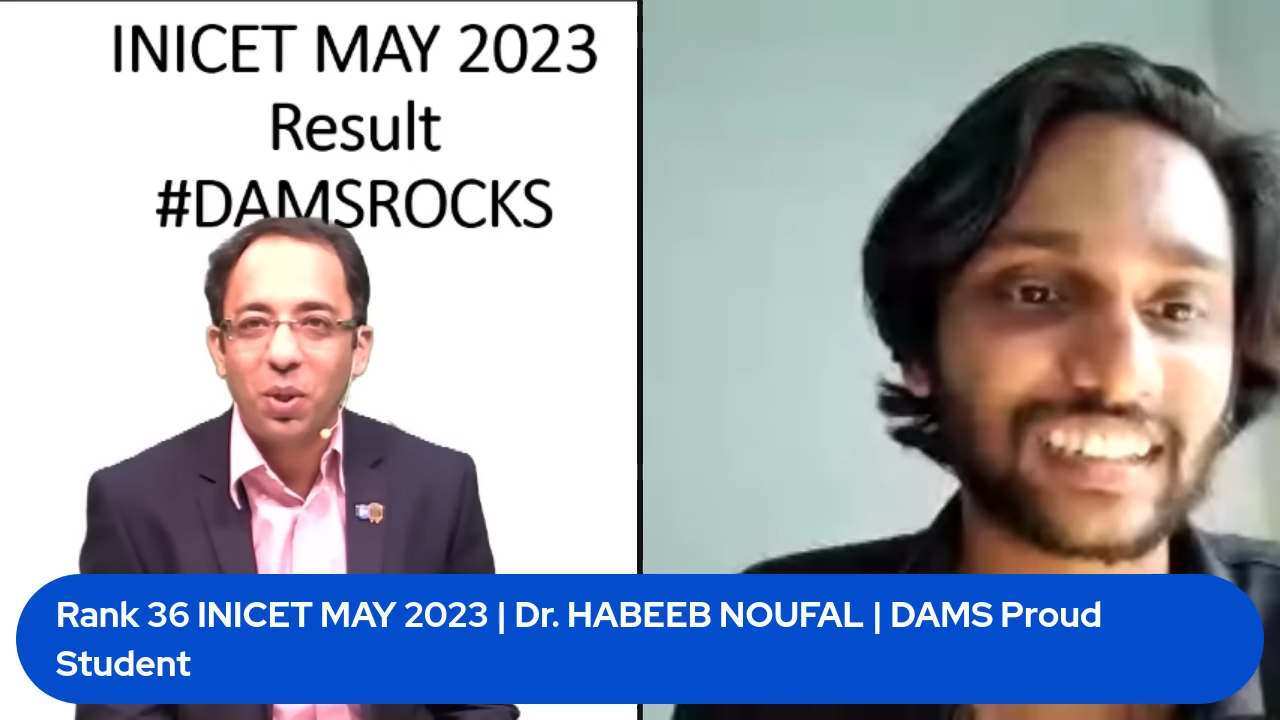 INICET MAY 2023
Result
#DAMSROCKS
Rank 36 INICET MAY 2023 | Dr. HABEEB NOUFAL | DAMS Proud
Student